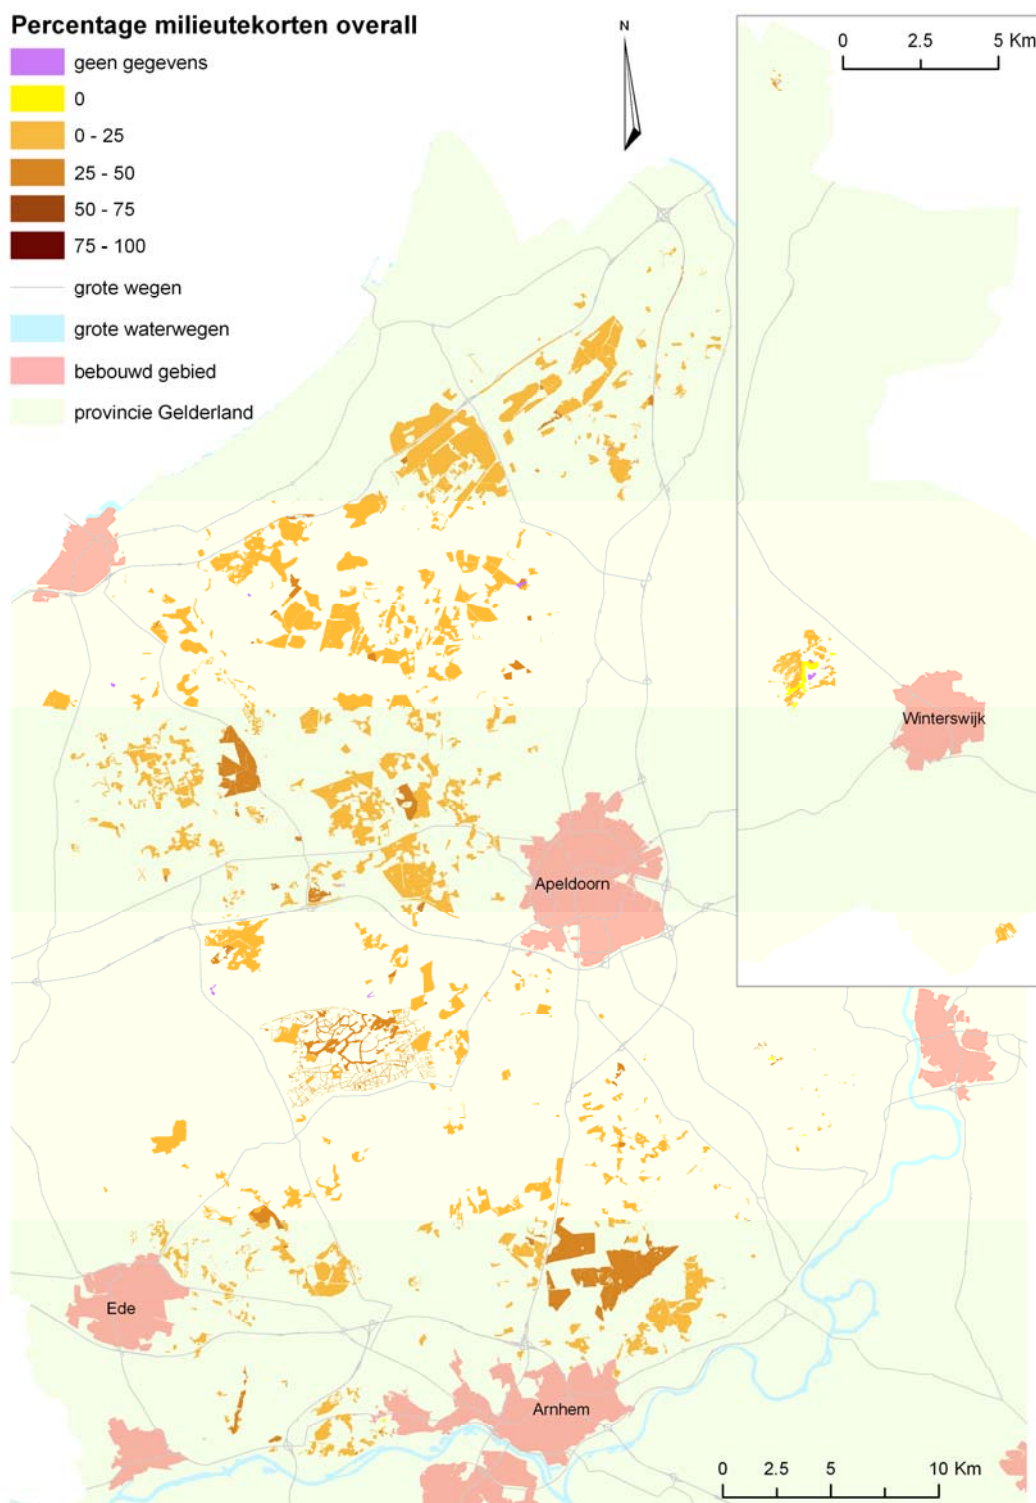 Percentage milieutekorten overall
geen gegevens
0
0 - 25
25 - 50
50 - 75
75 - 100
grote wegen
grote waterwegen
bebouwd gebied
provincie Gelderland
N
0 2.5 5 Km
Winterswijk
Apeldoorn
Ede
Arnhem
0 2.5 5 10 Km